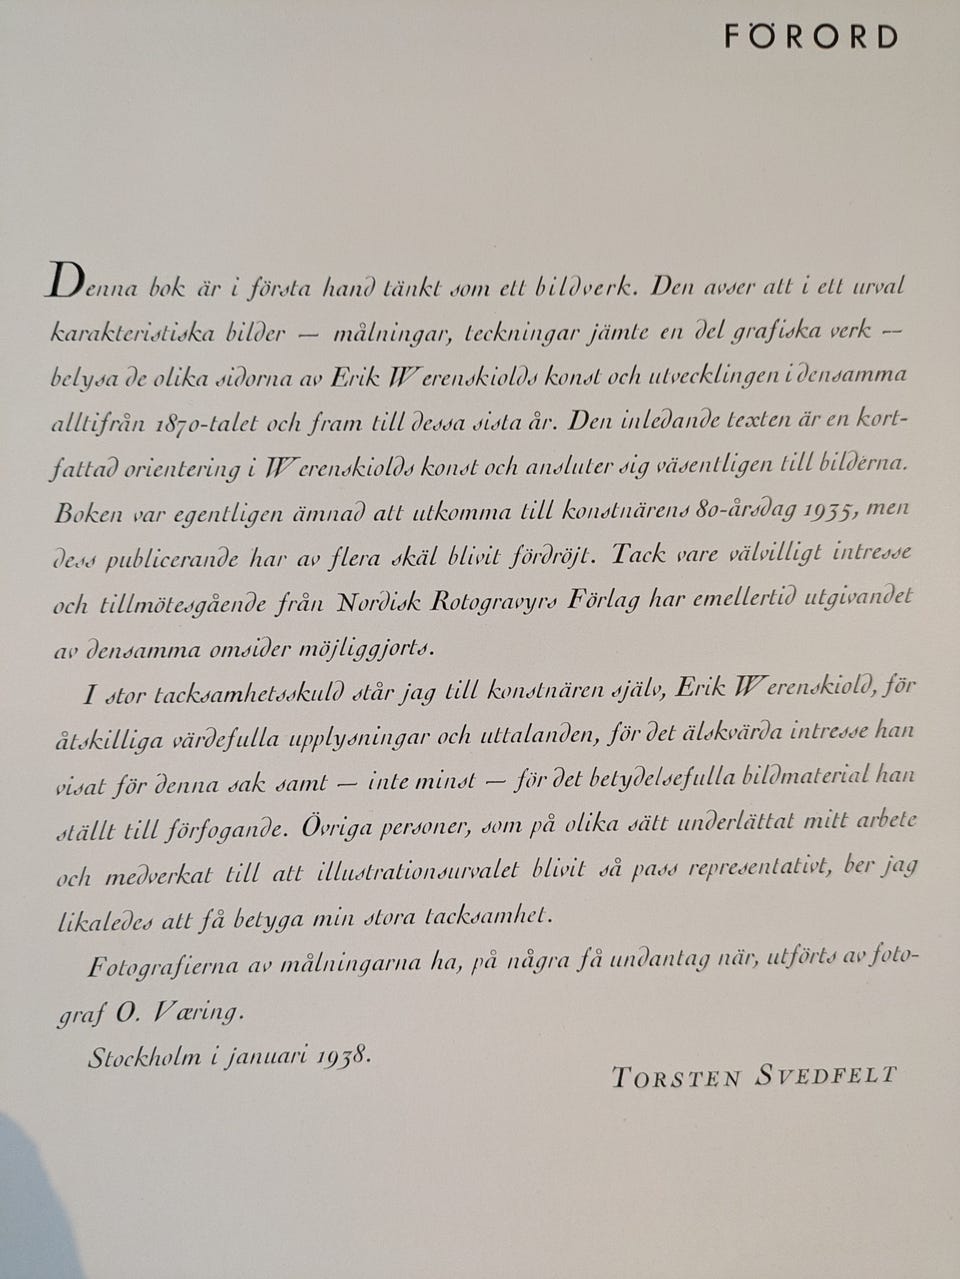 FÖRORD
Denna bok är i första hand tänkt som ett bildverk. Den avser att i ett urval
karakteristiska bilder — målningar, teckningar jämte en del grafiska verk —
belysa de olika sidorna av Erik Werenskiolds konst och utvecklingen i densamma
alltifrån 1870-talet och fram till dessa sista år. Den inledande texten är en kort-
fattad orientering i Werenskiolds konst och ansluter sig väsentligen till bilderna.
Boken var egentligen ämnad att utkomma till konstnärens 80-årsdag 1935, men
dess publicerande har av flera skäl blivit fördröjt. Tack vare välvilligt intresse
och tillmötesgående från Nordisk Rotogravyrs Förlag har emellertid utgivandet
av densamma omsider möjliggjorts.
I stor tacksamhetsskuld står jag till konstnären själv, Erik Werenskiold, för
åtskilliga värdefulla upplysningar och uttalanden, för det älskvärda intresse han
visat för denna sak samt — inte minst — för det betydelsefulla bildmaterial han
ställt till förfogande. Övriga personer, som på olika sätt underlättat mitt arbete
och medverkat till att illustrationsurvalet blivit så pass representativt, ber jag
likaledes att få betyga min stora tacksamhet.
Fotografierna av målningarna ha, på några få undantag när, utförts av foto-
graf O. Væring.
Stockholm i januari 1938.
TORSTEN SVEDFELT